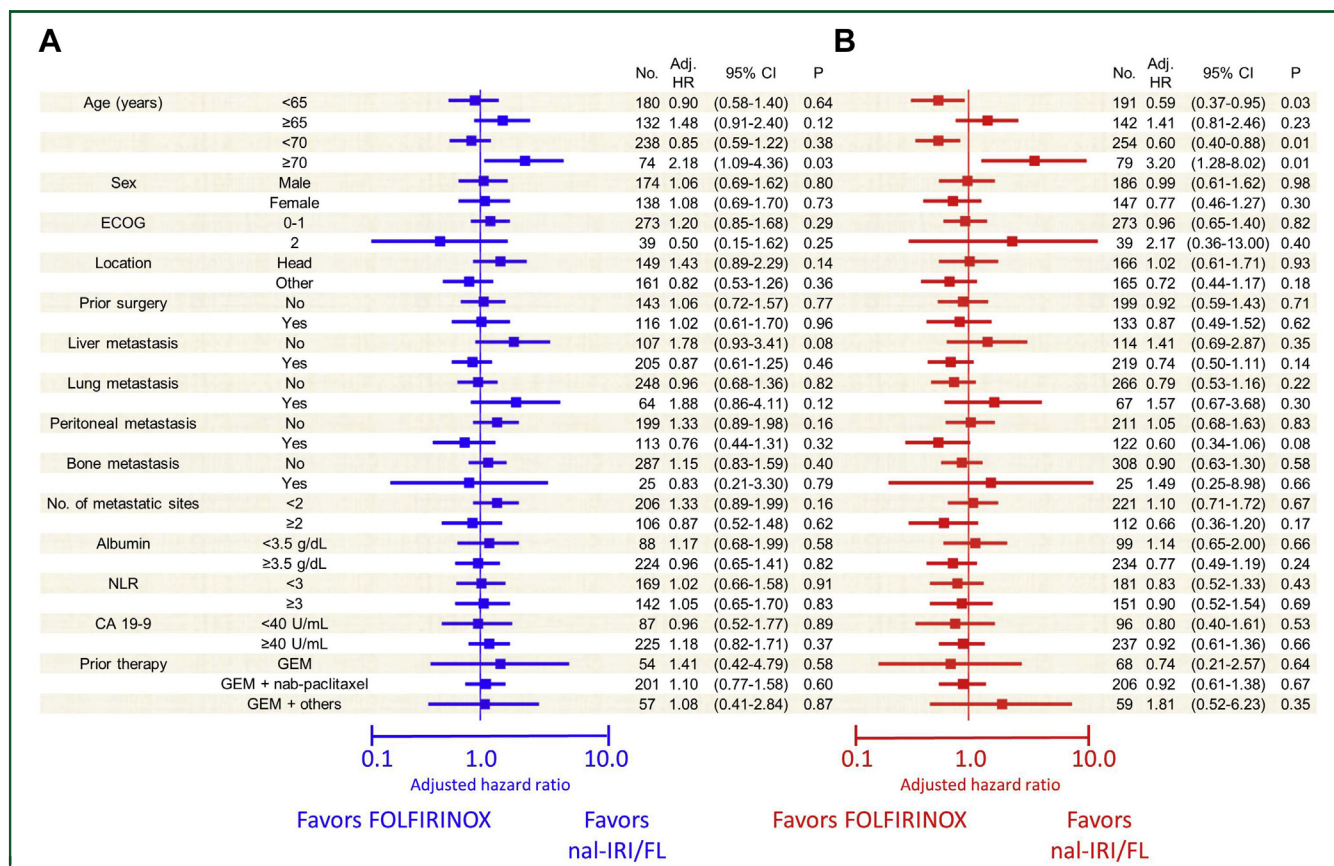 A B
No. Adj. HR 95% CI P No. Adj. HR 95% CI P
Age (years) <65 180 0.90 (0.58-1.40) 0.64 191 0.59 (0.37-0.95) 0.03
≥65 132 1.48 (0.91-2.40) 0.12 142 1.41 (0.81-2.46) 0.23
<70 238 0.85 (0.59-1.22) 0.38 254 0.60 (0.40-0.88) 0.01
≥70 74 2.18 (1.09-4.36) 0.03 79 3.20 (1.28-8.02) 0.01
Sex Male 174 1.06 (0.69-1.62) 0.80 186 0.99 (0.61-1.62) 0.98
Female 138 1.08 (0.69-1.70) 0.73 147 0.77 (0.46-1.27) 0.30
ECOG 0-1 273 1.20 (0.85-1.68) 0.29 273 0.96 (0.65-1.40) 0.82
2 39 0.50 (0.15-1.62) 0.25 39 2.17 (0.36-13.00) 0.40
Location Head 149 1.43 (0.89-2.29) 0.14 166 1.02 (0.61-1.71) 0.93
Other 161 0.82 (0.53-1.26) 0.36 165 0.72 (0.44-1.17) 0.18
Prior surgery No 143 1.06 (0.72-1.57) 0.77 199 0.92 (0.59-1.43) 0.71
Yes 116 1.02 (0.61-1.70) 0.96 133 0.87 (0.49-1.52) 0.62
Liver metastasis No 107 1.78 (0.93-3.41) 0.08 114 1.41 (0.69-2.87) 0.35
Yes 205 0.87 (0.61-1.25) 0.46 219 0.74 (0.50-1.11) 0.14
Lung metastasis No 248 0.96 (0.68-1.36) 0.82 266 0.79 (0.53-1.16) 0.22
Yes 64 1.88 (0.86-4.11) 0.12 67 1.57 (0.67-3.68) 0.30
Peritoneal metastasis No 199 1.33 (0.89-1.98) 0.16 211 1.05 (0.68-1.63) 0.83
Yes 113 0.76 (0.44-1.31) 0.32 122 0.60 (0.34-1.06) 0.08
Bone metastasis No 287 1.15 (0.83-1.59) 0.40 308 0.90 (0.63-1.30) 0.58
Yes 25 0.83 (0.21-3.30) 0.79 25 1.49 (0.25-8.98) 0.66
No. of metastatic sites <2 206 1.33 (0.89-1.99) 0.16 221 1.10 (0.71-1.72) 0.67
≥2 106 0.87 (0.52-1.48) 0.62 112 0.66 (0.36-1.20) 0.17
Albumin <3.5 g/dL 88 1.17 (0.68-1.99) 0.58 99 1.14 (0.65-2.00) 0.66
≥3.5 g/dL 224 0.96 (0.65-1.41) 0.82 234 0.77 (0.49-1.19) 0.24
NLR <3 169 1.02 (0.66-1.58) 0.91 181 0.83 (0.52-1.33) 0.43
≥3 142 1.05 (0.65-1.70) 0.83 151 0.90 (0.52-1.54) 0.69
CA 19-9 <40 U/mL 87 0.96 (0.52-1.77) 0.89 96 0.80 (0.40-1.61) 0.53
≥40 U/mL 225 1.18 (0.82-1.71) 0.37 237 0.92 (0.61-1.36) 0.66
Prior therapy GEM 54 1.41 (0.42-4.79) 0.58 68 0.74 (0.21-2.57) 0.64
GEM + nab-paclitaxel 201 1.10 (0.77-1.58) 0.60 206 0.92 (0.61-1.38) 0.67
GEM + others 57 1.08 (0.41-2.84) 0.87 59 1.81 (0.52-6.23) 0.35
0.1 1.0 10.0 0.1 1.0 10.0
Adjusted hazard ratio Adjusted hazard ratio
Favors FOLFIRINOX Favors Favors FOLFIRINOX Favors
nal-IRI/FL nal-IRI/FL